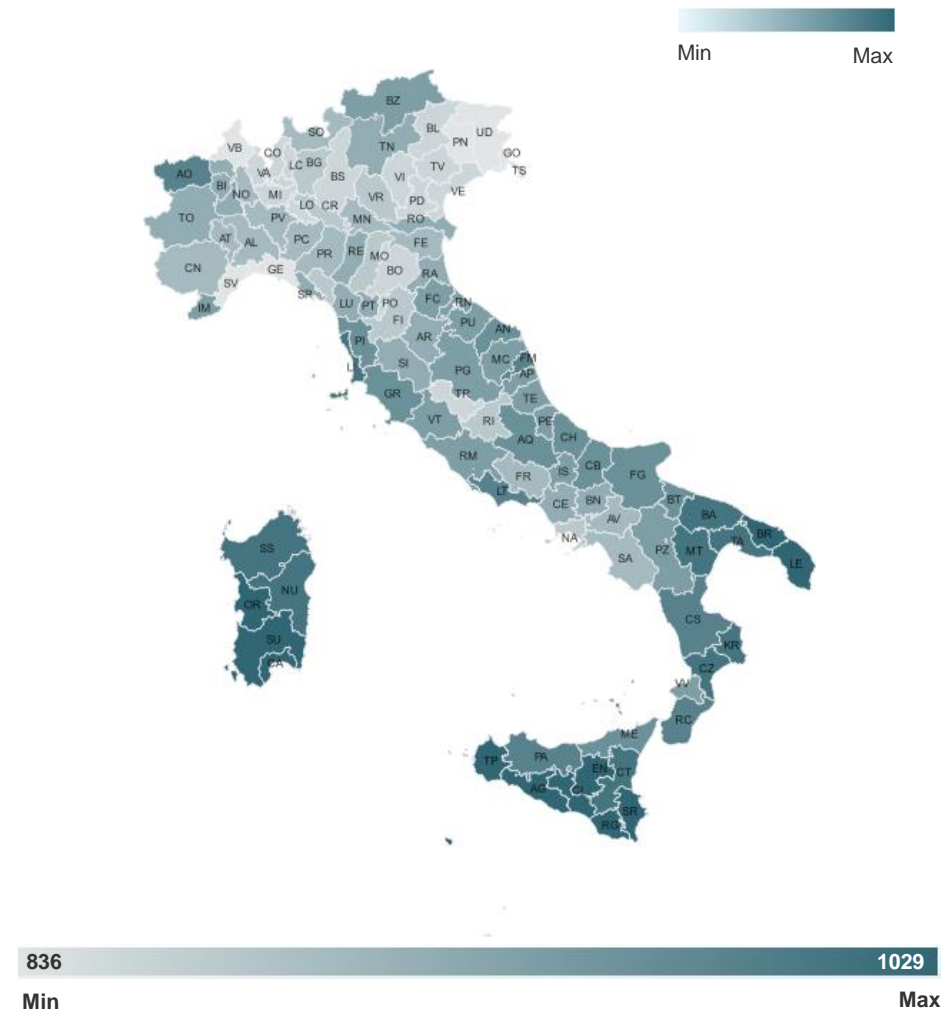 Min Max
BZ
SO
BL
UD
PN
TN
VB
CO
GO
LC
BG
TV
TS
VA
AO
BS
VI
BI
VE
NO
MI
VR
PD
LO
CR
TO
PV
MN
RO
AT
AL
PC
FE
RE
MO
PR
CN
GE
BO
RA
SV
SR
FC
RN
LU
PT
PO
IM
FI
PU
AN
AR
PI
MC
FM
SI
L
PG
AP
GR
TR
TE
VT
RI
PE
AQ
CH
RM
CB
IS
FG
FR
LT
BT
CE
BN
AV
BA
NA
BR
TA
SS
PZ
MT
SA
LE
NU
OR
CS
SU
KR
CA
CZ
VV
RC
ME
PA
TP
EN
CT
AG
CL
SR
RG
836 1029
Min Max